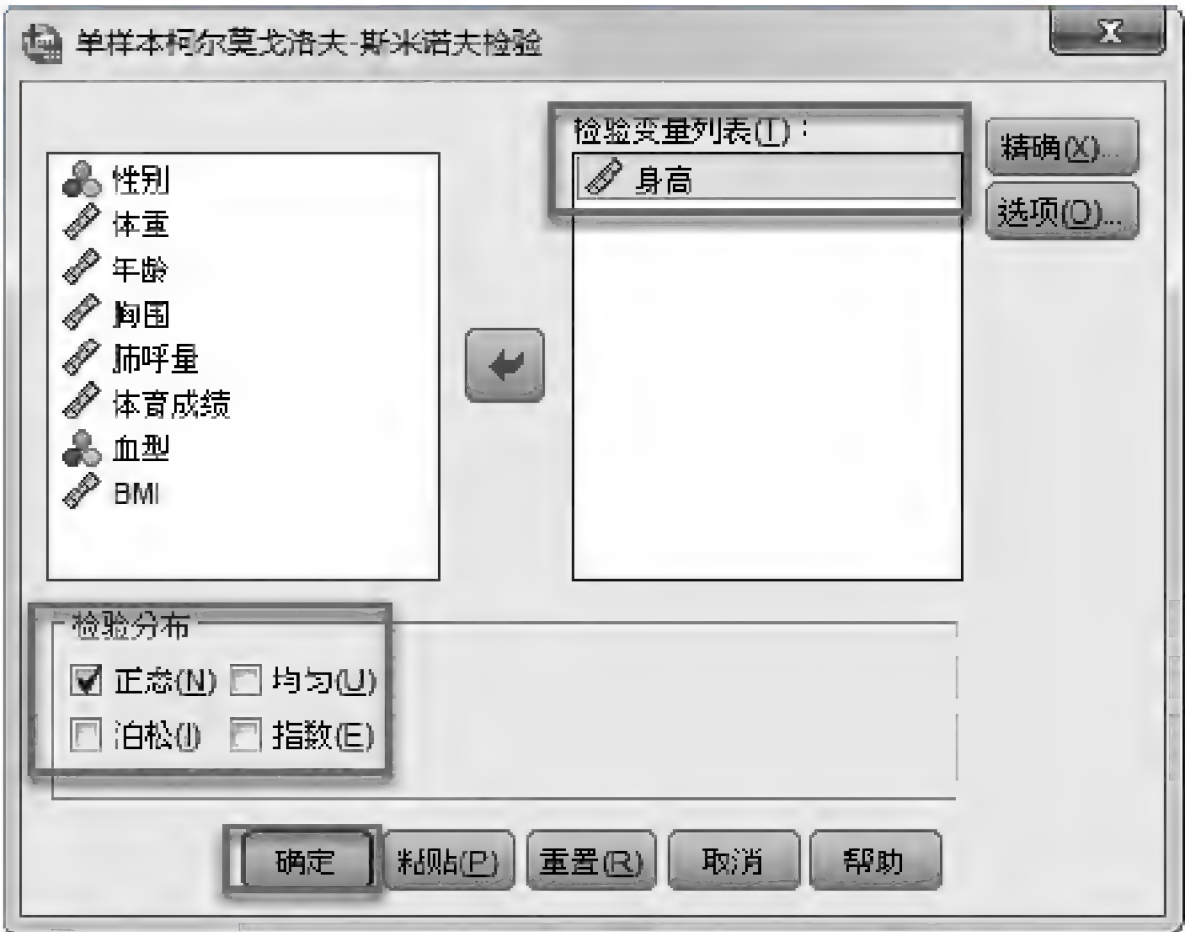 单样本柯尔莫戈洛夫-斯米诺夫检验
性别
体重
年龄
胸围
肺呼量
体育成绩
血型
BMI
检验变量列表(T)：
身高
精确(X)...
选项(O)...
检验分布
正态(N) 均匀(U)
泊松(I) 指数(E)
确定 粘贴(P) 重置(R) 取消 帮助